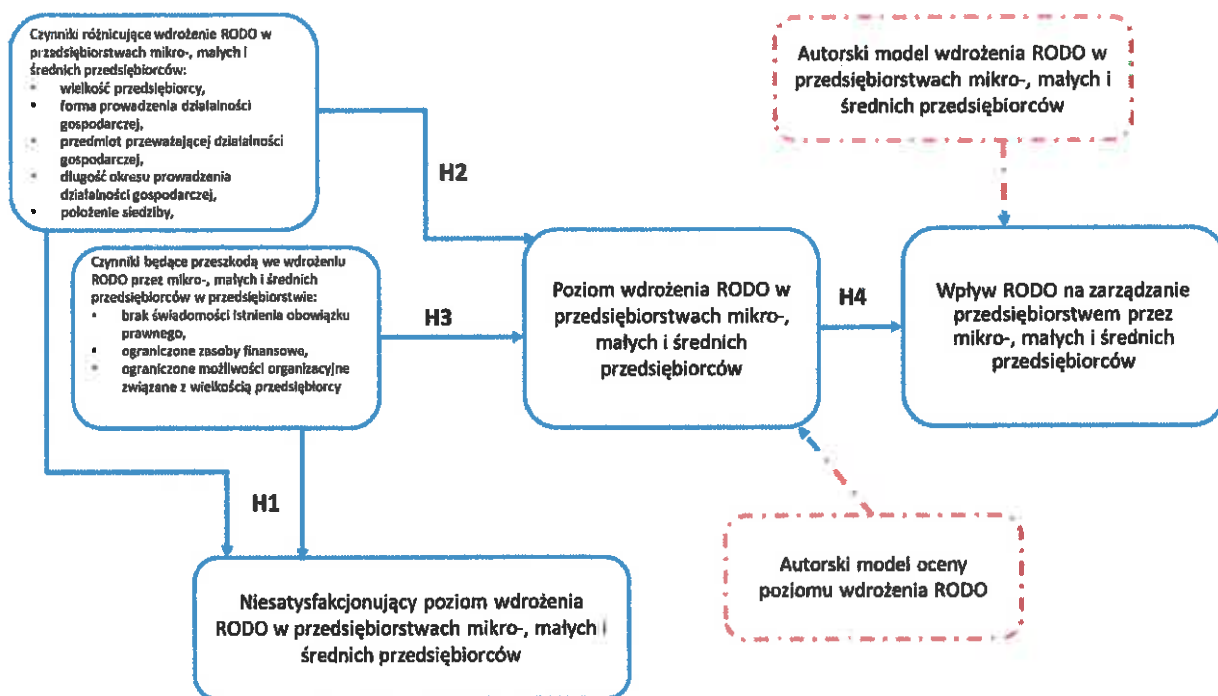 Czynniki różnicujące wdrożenie RODO w
przedsiębiorstwach mikro-, małych i
średnich przedsiębiorców:
• wielkość przedsiębiorcy,
• forma prowadzenia działalności
gospodarczej,
• przedmiot przeważającej działalności
gospodarczej,
• długość okresu prowadzenia
działalności gospodarczej,
• położenie siedziby,
H2
Autorski model wdrożenia RODO w
przedsiębiorstwach mikro-, małych i
średnich przedsiębiorców
Czynniki będące przeszkodą we wdrożeniu
RODO przez mikro-, małych i średnich
przedsiębiorców w przedsiębiorstwie:
• brak świadomości istnienia obowiązku
prawnego,
• ograniczone zasoby finansowe,
• ograniczone możliwości organizacyjne
związane z wielkością przedsiębiorcy
H3
Poziom wdrożenia RODO w
przedsiębiorstwach mikro-,
małych i średnich
przedsiębiorców
H4
Wpływ RODO na zarządzanie
przedsiębiorstwem przez
mikro-, małych i średnich
przedsiębiorców
H1
Autorski model oceny
poziomu wdrożenia RODO
Niesatysfakcjonujący poziom wdrożenia
RODO w przedsiębiorstwach mikro-, małych i
średnich przedsiębiorców